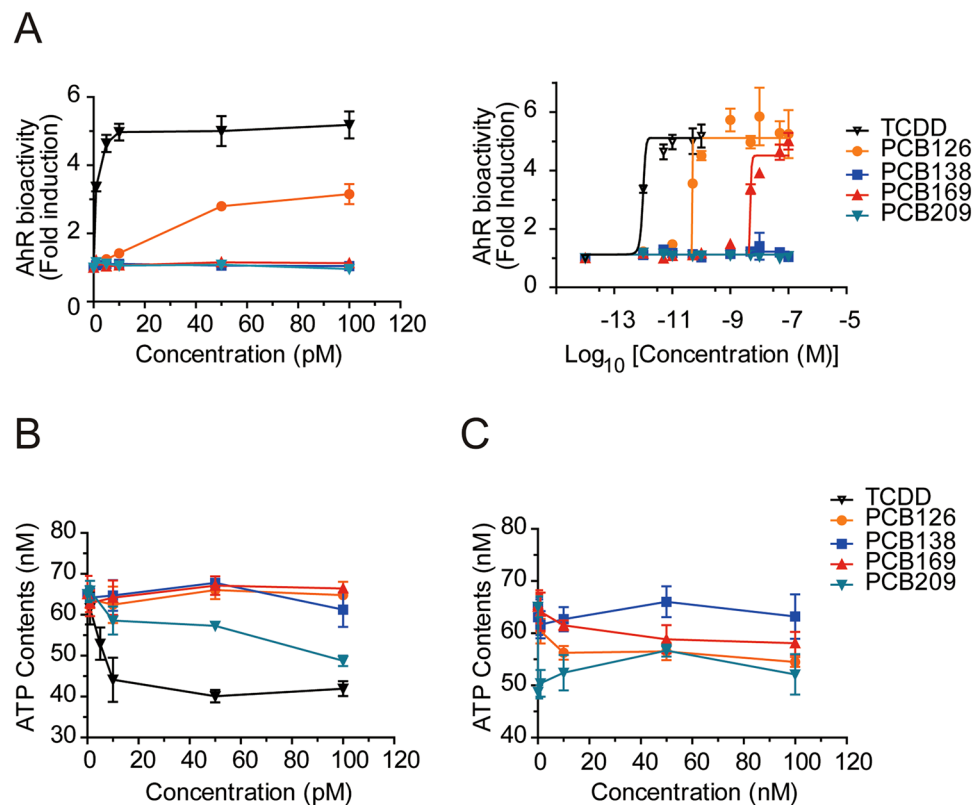 A
AhR bioactivity
(Fold induction)
6
4
2
0
0 20 40 60 80 100 120
Concentration (pM)
AhR bioactivity
(Fold induction)
6
4
2
0
-13 -11 -9 -7 -5
Log10 [Concentration (M)]
TCDD
PCB126
PCB138
PCB169
PCB209
B
ATP Contents (nM)
80
70
60
50
40
30
0 20 40 60 80 100 120
Concentration (pM)
C
ATP Contents (nM)
80
70
60
50
40
0 20 40 60 80 100 120
Concentration (nM)
TCDD
PCB126
PCB138
PCB169
PCB209